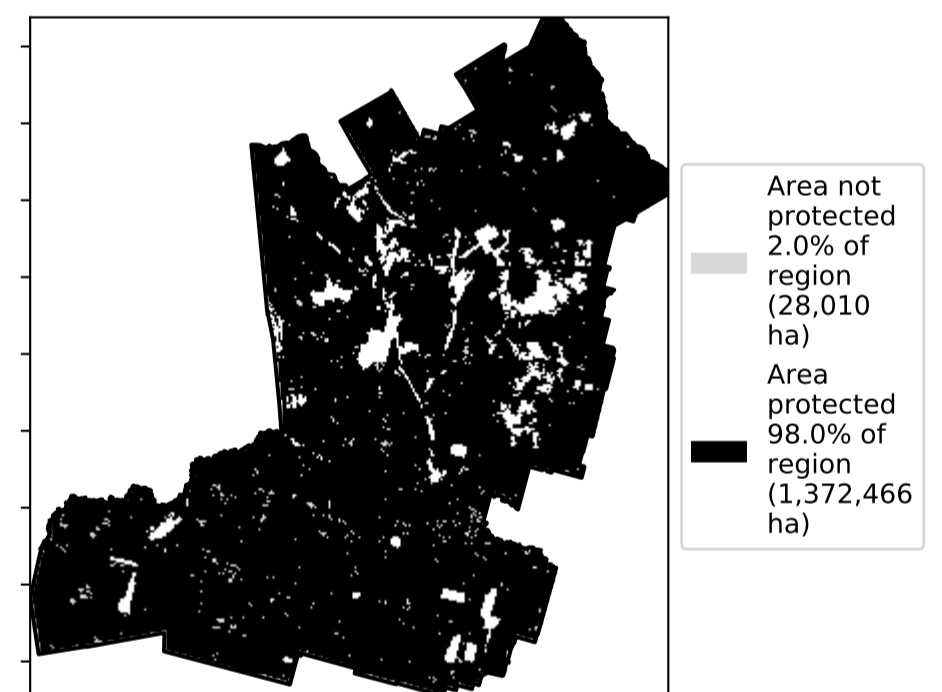 Area not
protected
2.0% of
region
(28,010
ha)
Area
protected
98.0% of
region
(1,372,466
ha)